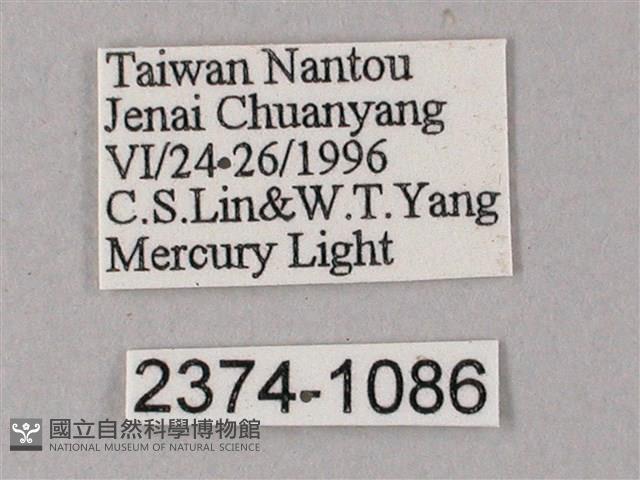 Taiwan Nantou
Jenai Chuanyang
VI/24-26/1996
C.S.Lin&W.T.Yang
Mercury Light
2374-1086
國立自然科學博物館
NATIONAL MUSEUM OF NATURAL SCIENCE